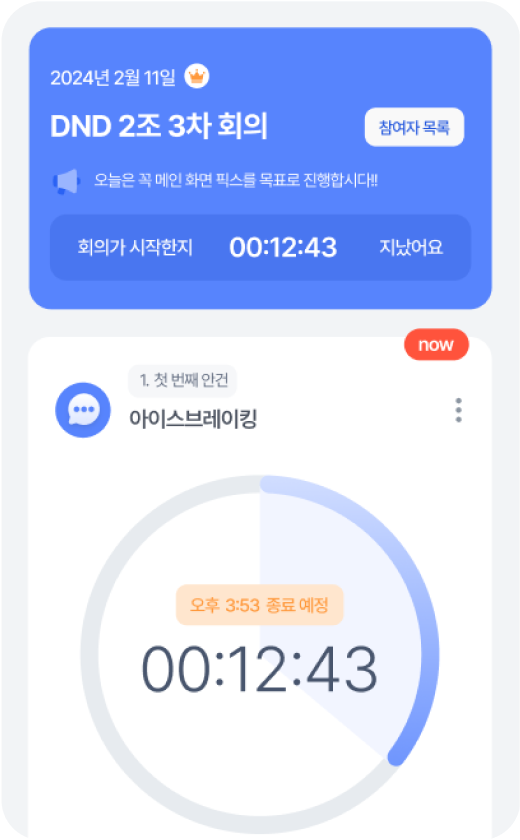 2024년 2월 11일
DND 2조 3차 회의
참여자 목록
오늘은 꼭 메인 화면 픽스를 목표로 진행합시다!!
회의가 시작한지 00:12:43 지났어요
now
1. 첫 번째 안건
아이스브레이킹
오후 3:53 종료 예정
00:12:43